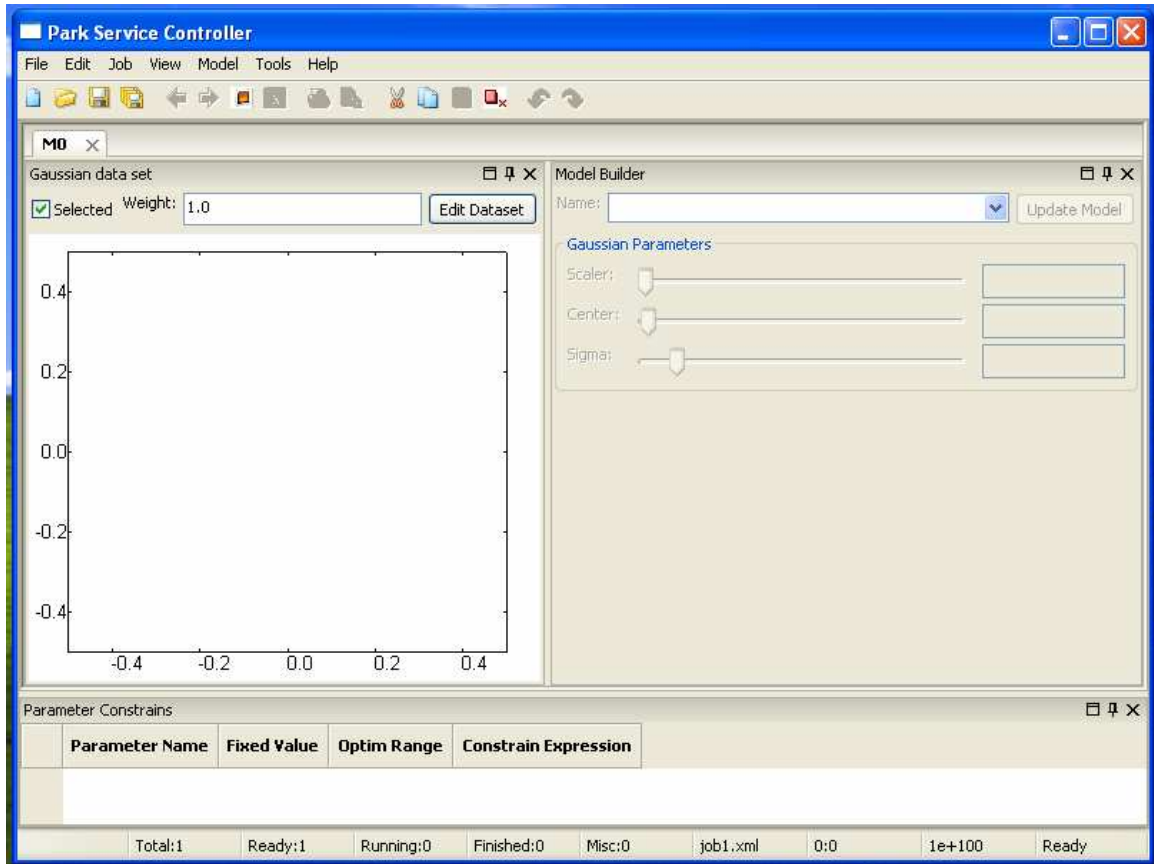 Park Service Controller
File Edit Job View Model Tools Help
M0
Gaussian data set
Selected Weight: 1.0 Edit Dataset
0.4
0.2
0.0
-0.2
-0.4
-0.4 -0.2 0.0 0.2 0.4
Model Builder
Name: Update Model
Gaussian Parameters
Scaler:
Center:
Sigma:
Parameter Constrains
Parameter Name Fixed Value Optim Range Constrain Expression
Total:1 Ready:1 Running:0 Finished:0 Misc:0 job1.xml 0:0 1e+100 Ready